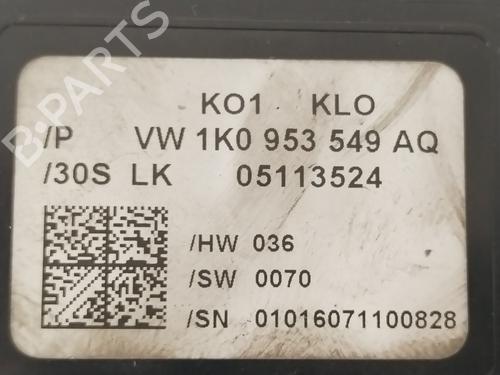 B-PARTS
KO1 KLO
/P VW 1K0 953 549 AQ
/30S LK 05113524
/HW 036
/SW 0070
/SN 01016071100828